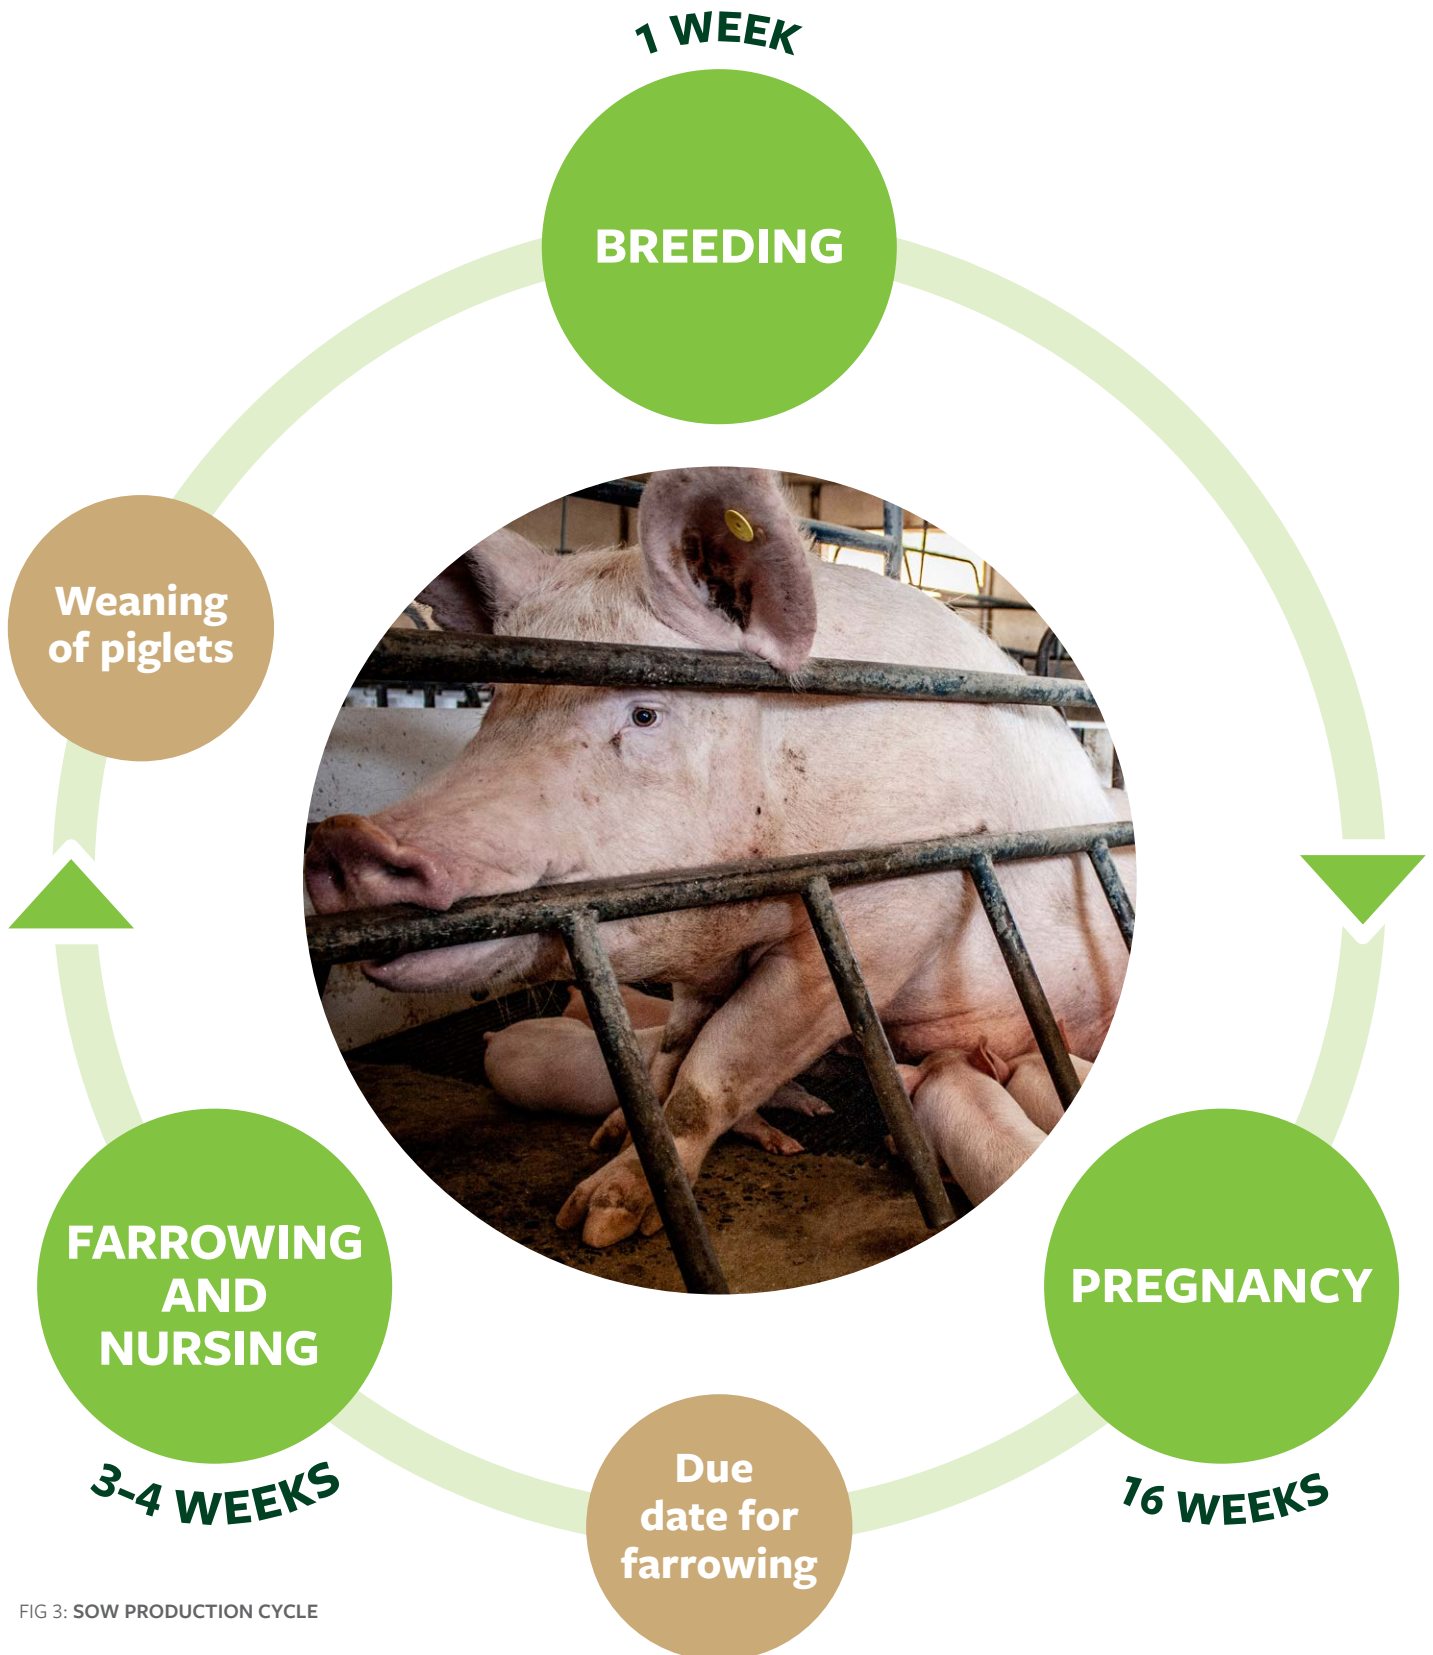 1 WEEK
BREEDING
Weaning
of piglets
FARROWING
AND
NURSING
3-4 WEEKS
PREGNANCY
16 WEEKS
Due
date for
farrowing
FIG 3: SOW PRODUCTION CYCLE